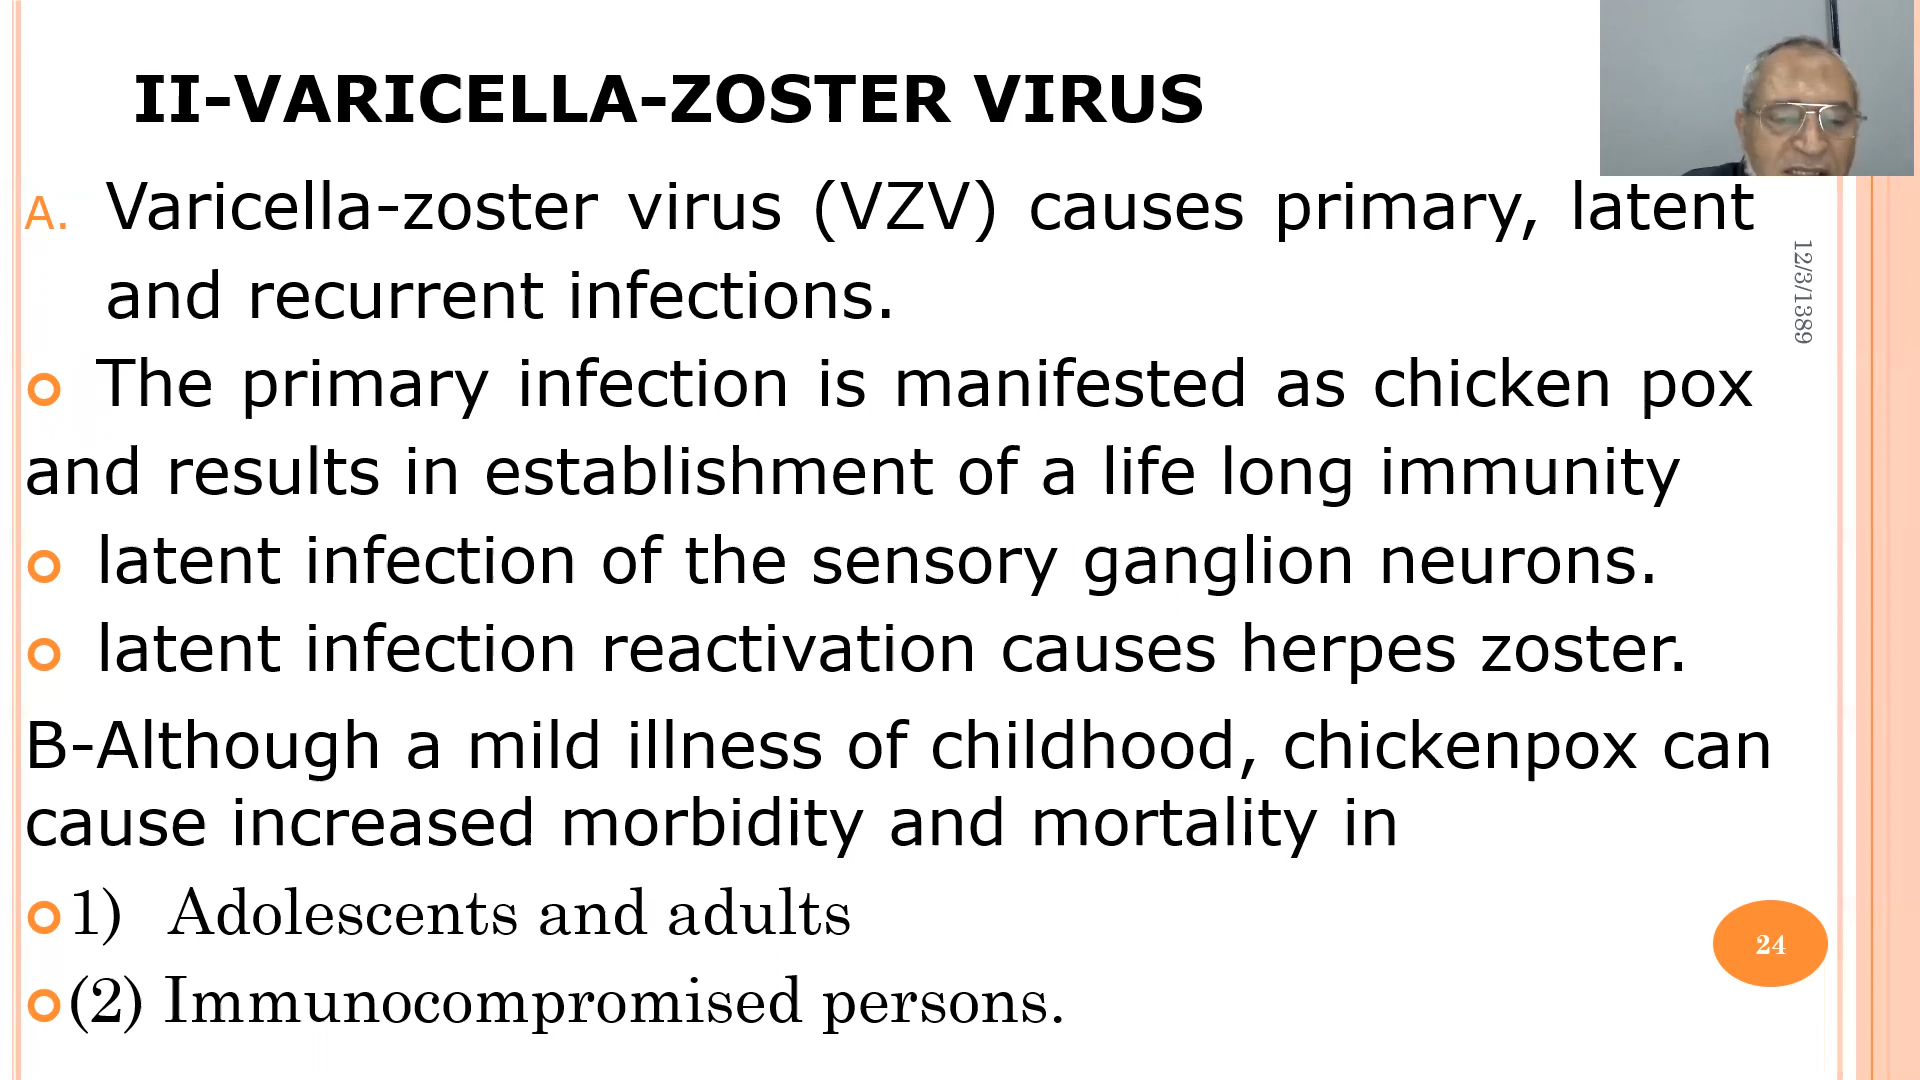 II-VARICELLA-ZOSTER VIRUS
A. Varicella-zoster virus (VZV) causes primary, latent
and recurrent infections.
The primary infection is manifested as chicken pox
and results in establishment of a life long immunity
latent infection of the sensory ganglion neurons.
latent infection reactivation causes herpes zoster.
B-Although a mild illness of childhood, chickenpox can
cause increased morbidity and mortality in
1) Adolescents and adults
(2) Immunocompromised persons.
12/3/1389
24